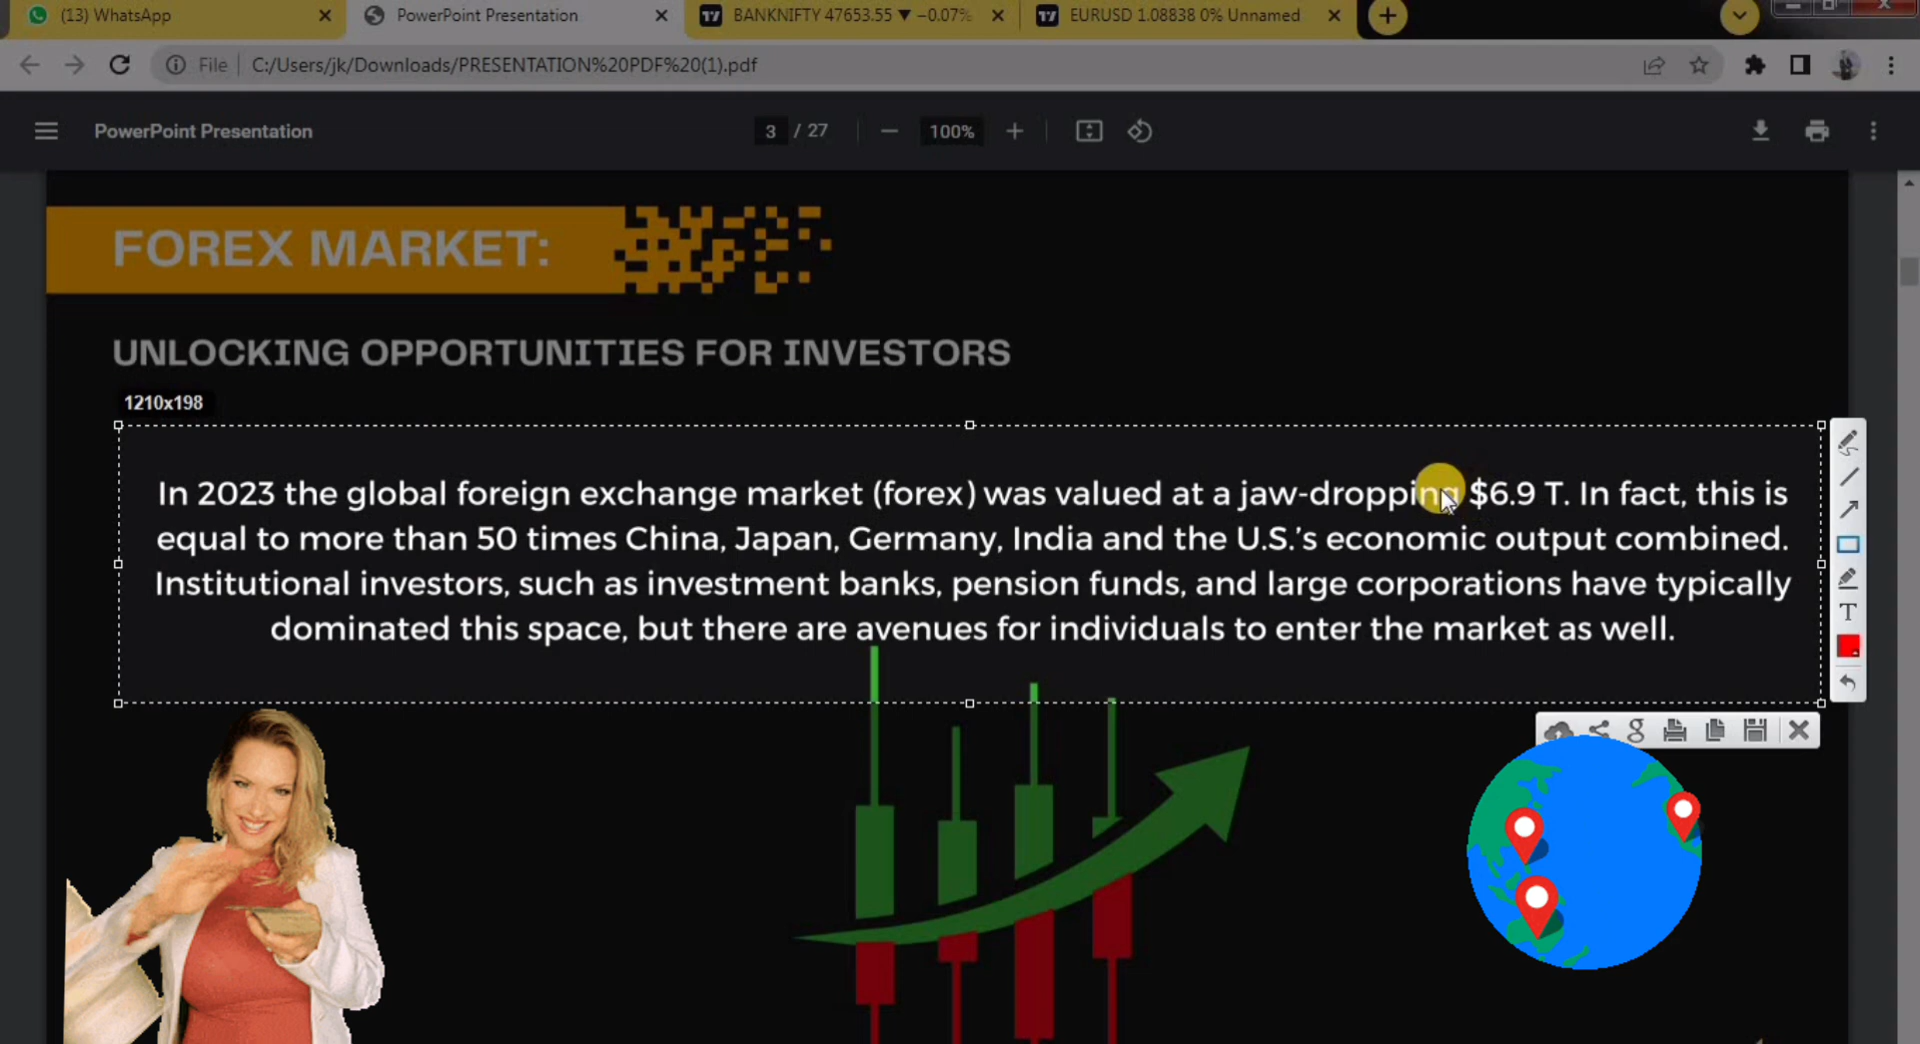 (13) WhatsApp
PowerPoint Presentation
BANKNIFTY 47653.55 ▼ −0.07%
EURUSD 1.08838 0% Unnamed
File
C:/Users/jk/Downloads/PRESENTATION%20PDF%20(1).pdf
PowerPoint Presentation
3 / 27
100%
FOREX MARKET:
UNLOCKING OPPORTUNITIES FOR INVESTORS
1210x198
In 2023 the global foreign exchange market (forex) was valued at a jaw-dropping $6.9 T. In fact, this is
equal to more than 50 times China, Japan, Germany, India and the U.S.'s economic output combined.
Institutional investors, such as investment banks, pension funds, and large corporations have typically
dominated this space, but there are avenues for individuals to enter the market as well.
T
g